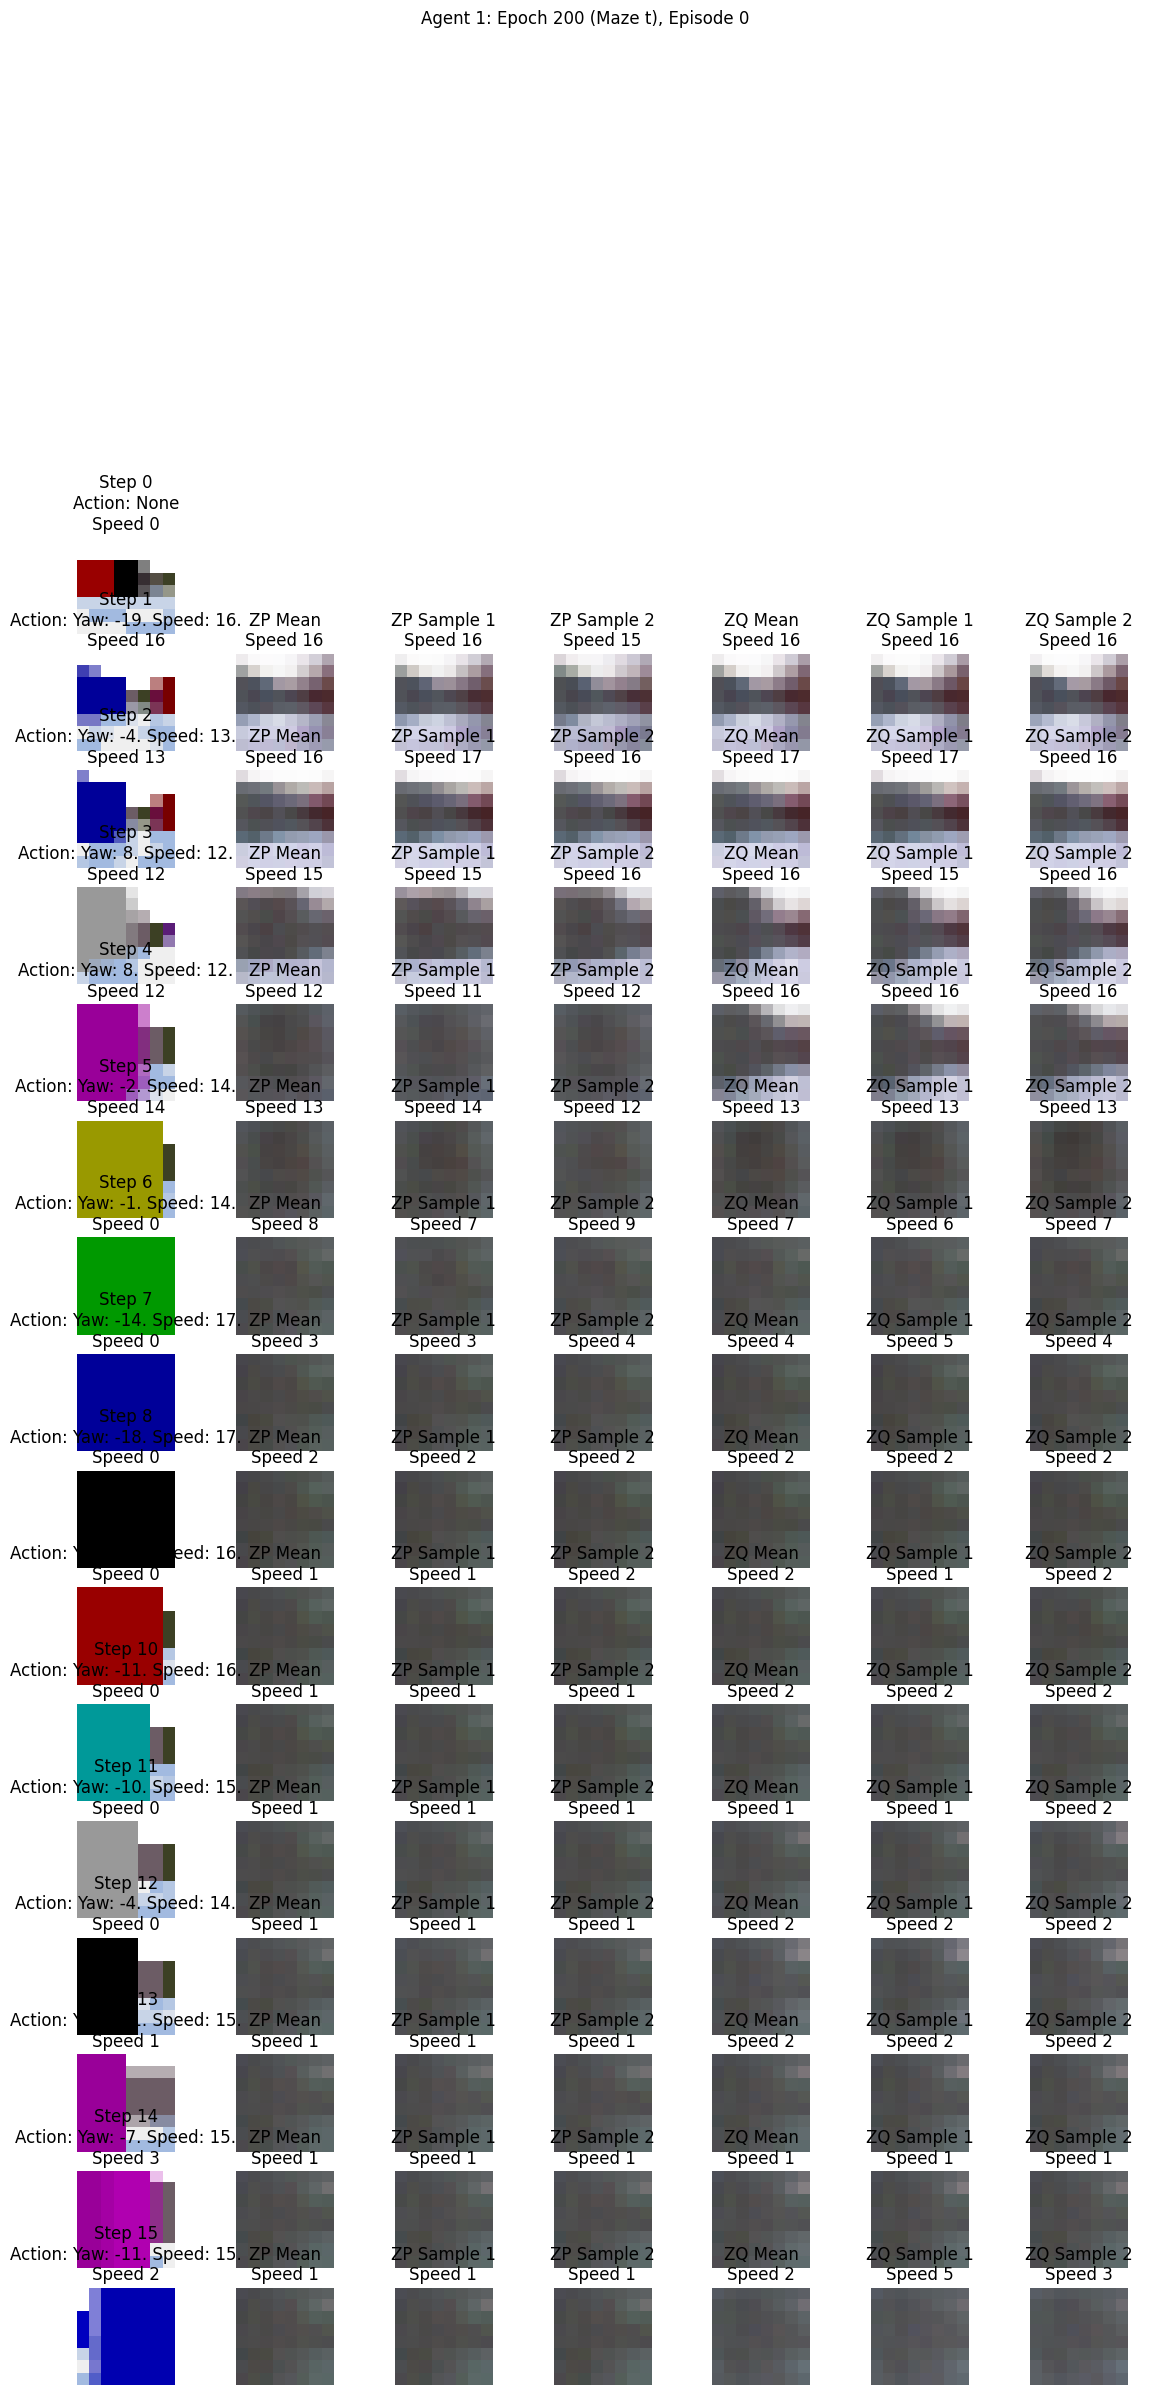 Agent 1: Epoch 200 (Maze t), Episode 0
Step 0
Action: None
Speed 0
Step 1
Action: Yaw: -19. Speed: 16. ZP Mean ZP Sample 1 ZP Sample 2 ZQ Mean ZQ Sample 1 ZQ Sample 2
Speed 16 Speed 16 Speed 16 Speed 15 Speed 16 Speed 16 Speed 16
Step 2
Action: Yaw: -4. Speed: 13. ZP Mean ZP Sample 1 ZP Sample 2 ZQ Mean ZQ Sample 1 ZQ Sample 2
Speed 13 Speed 16 Speed 17 Speed 16 Speed 17 Speed 17 Speed 16
Step 3
Action: Yaw: 8. Speed: 12. ZP Mean ZP Sample 1 ZP Sample 2 ZQ Mean ZQ Sample 1 ZQ Sample 2
Speed 12 Speed 15 Speed 15 Speed 16 Speed 16 Speed 15 Speed 16
Step 4
Action: Yaw: 8. Speed: 12. ZP Mean ZP Sample 1 ZP Sample 2 ZQ Mean ZQ Sample 1 ZQ Sample 2
Speed 12 Speed 12 Speed 11 Speed 12 Speed 16 Speed 16 Speed 16
Step 5
Action: Yaw: -2. Speed: 14. ZP Mean ZP Sample 1 ZP Sample 2 ZQ Mean ZQ Sample 1 ZQ Sample 2
Speed 14 Speed 13 Speed 14 Speed 12 Speed 13 Speed 13 Speed 13
Step 6
Action: Yaw: -1. Speed: 14. ZP Mean ZP Sample 1 ZP Sample 2 ZQ Mean ZQ Sample 1 ZQ Sample 2
Speed 0 Speed 8 Speed 7 Speed 9 Speed 7 Speed 6 Speed 7
Step 7
Action: Yaw: -14. Speed: 17. ZP Mean ZP Sample 1 ZP Sample 2 ZQ Mean ZQ Sample 1 ZQ Sample 2
Speed 0 Speed 3 Speed 3 Speed 4 Speed 4 Speed 5 Speed 4
Step 8
Action: Yaw: -18. Speed: 17. ZP Mean ZP Sample 1 ZP Sample 2 ZQ Mean ZQ Sample 1 ZQ Sample 2
Speed 0 Speed 2 Speed 2 Speed 2 Speed 2 Speed 2 Speed 2
Action: 16. ZP Mean ZP Sample 1 ZP Sample 2 ZQ Mean ZQ Sample 1 ZQ Sample 2
Speed 0 Speed 1 Speed 1 Speed 2 Speed 2 Speed 1 Speed 2
Step 10
Action: Yaw: -11. Speed: 16. ZP Mean ZP Sample 1 ZP Sample 2 ZQ Mean ZQ Sample 1 ZQ Sample 2
Speed 0 Speed 1 Speed 1 Speed 1 Speed 2 Speed 2 Speed 2
Step 11
Action: Yaw: -10. Speed: 15. ZP Mean ZP Sample 1 ZP Sample 2 ZQ Mean ZQ Sample 1 ZQ Sample 2
Speed 0 Speed 1 Speed 1 Speed 1 Speed 1 Speed 1 Speed 2
Step 12
Action: Yaw: -4. Speed: 14. ZP Mean ZP Sample 1 ZP Sample 2 ZQ Mean ZQ Sample 1 ZQ Sample 2
Speed 0 Speed 1 Speed 1 Speed 1 Speed 2 Speed 2 Speed 2
13
Action: Speed: 15. ZP Mean ZP Sample 1 ZP Sample 2 ZQ Mean ZQ Sample 1 ZQ Sample 2
Speed 1 Speed 1 Speed 1 Speed 1 Speed 2 Speed 2 Speed 2
Step 14
Action: Yaw: -7. Speed: 15. ZP Mean ZP Sample 1 ZP Sample 2 ZQ Mean ZQ Sample 1 ZQ Sample 2
Speed 3 Speed 1 Speed 1 Speed 1 Speed 1 Speed 1 Speed 1
Step 15
Action: Yaw: -11. Speed: 15. ZP Mean ZP Sample 1 ZP Sample 2 ZQ Mean ZQ Sample 1 ZQ Sample 2
Speed 2 Speed 1 Speed 1 Speed 1 Speed 2 Speed 5 Speed 3